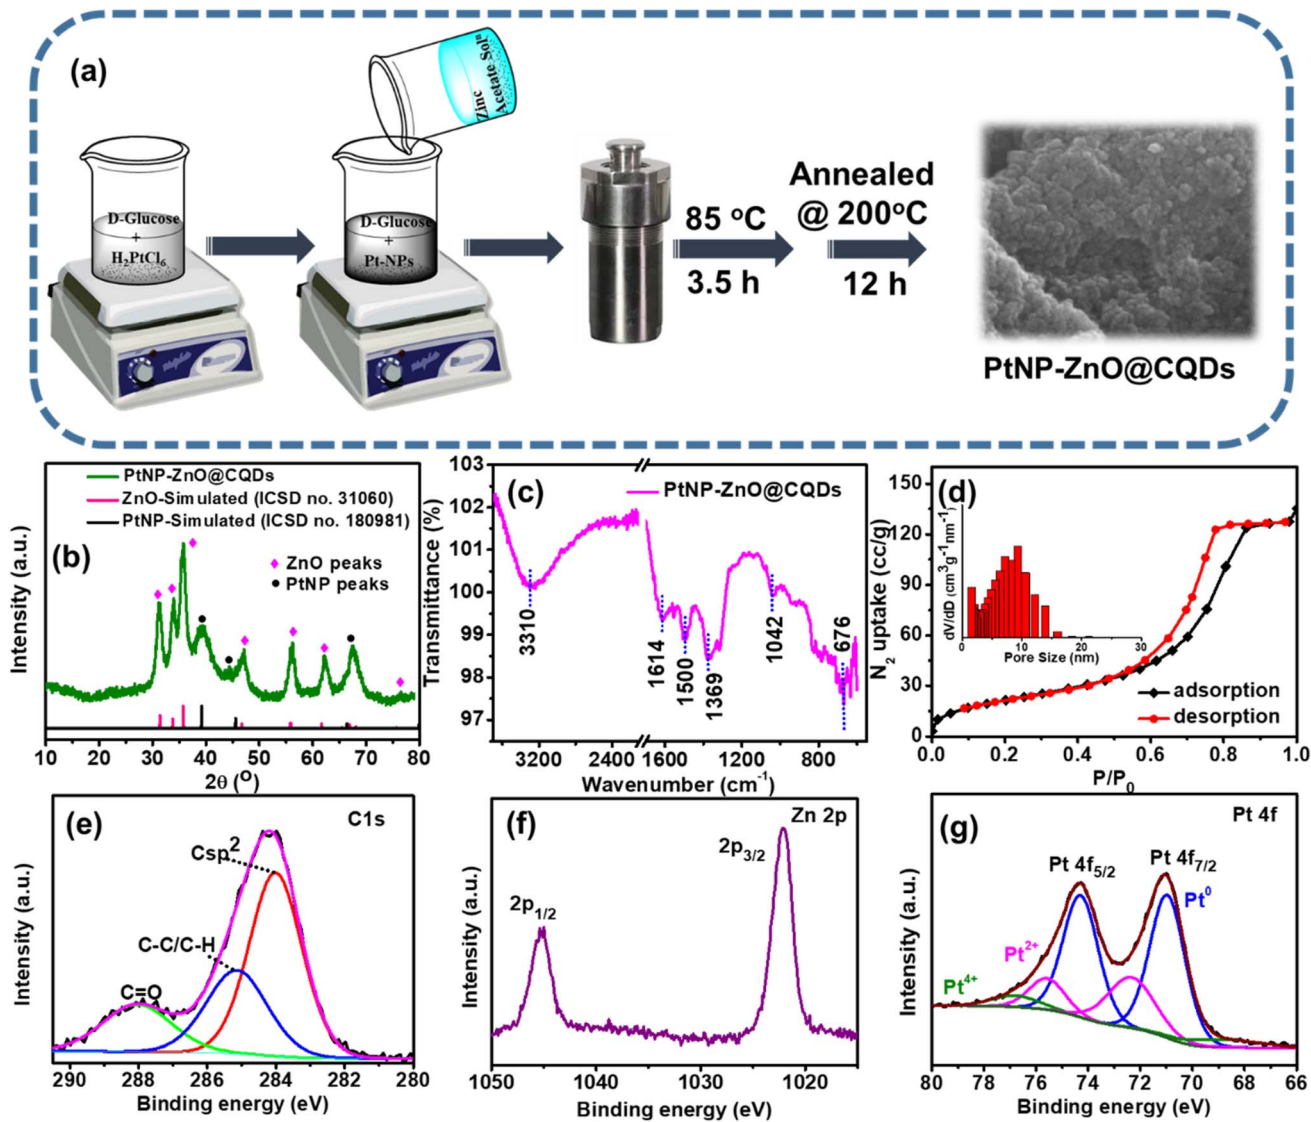 (a)
Zinc
Acetate Solⁿ
D-Glucose
+
H₂PtCl₆
D-Glucose
+
Pt-NPs
85 °C
3.5 h
Annealed
@ 200°C
12 h
PtNP-ZnO@CQDs
(b)
PtNP-ZnO@CQDs
ZnO-Simulated (ICSD no. 31060)
PtNP-Simulated (ICSD no. 180981)
ZnO peaks
PtNP peaks
Intensity (a.u.)
10 20 30 40 50 60 70 80
2θ (°)
(c)
PtNP-ZnO@CQDs
Transmittance (%)
103
102
101
100
99
98
97
3310
1614
1500
1369
1042
676
3200 2400 1600 1200 800
Wavenumber (cm⁻¹)
(d)
N₂ uptake (cc/g)
150
120
90
60
30
0
dV/dD (cm³g⁻¹nm⁻¹)
0 10 20 30
Pore Size (nm)
adsorption
desorption
0.0 0.2 0.4 0.6 0.8 1.0
P/P₀
(e)
C1s
Csp²
C-C/C-H
C=O
Intensity (a.u.)
290 288 286 284 282 280
Binding energy (eV)
(f)
Zn 2p
2p₃/₂
2p₁/₂
Intensity (a.u.)
1050 1040 1030 1020
Binding energy (eV)
(g)
Pt 4f
Pt 4f₅/₂
Pt 4f₇/₂
Pt⁰
Pt²⁺
Pt⁴⁺
Intensity (a.u.)
80 78 76 74 72 70 68 66
Binding energy (eV)